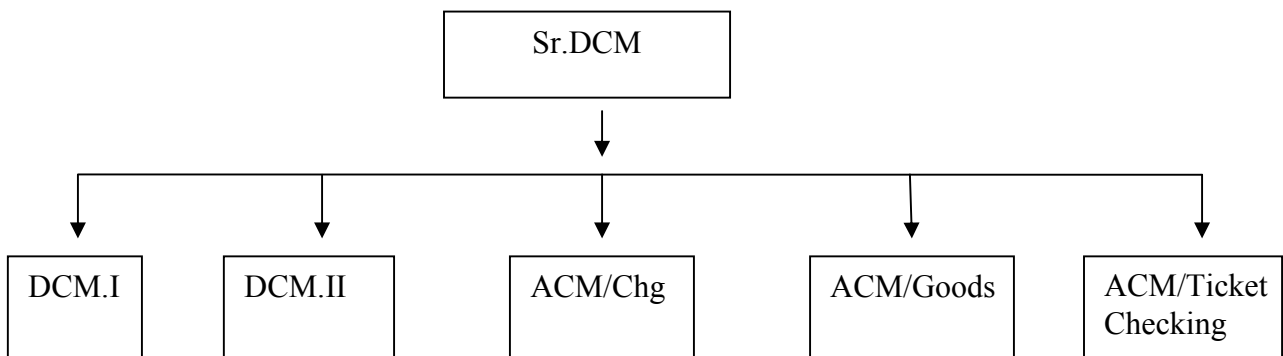 Sr.DCM
DCM.I
DCM.II
ACM/Chg
ACM/Goods
ACM/Ticket
Checking